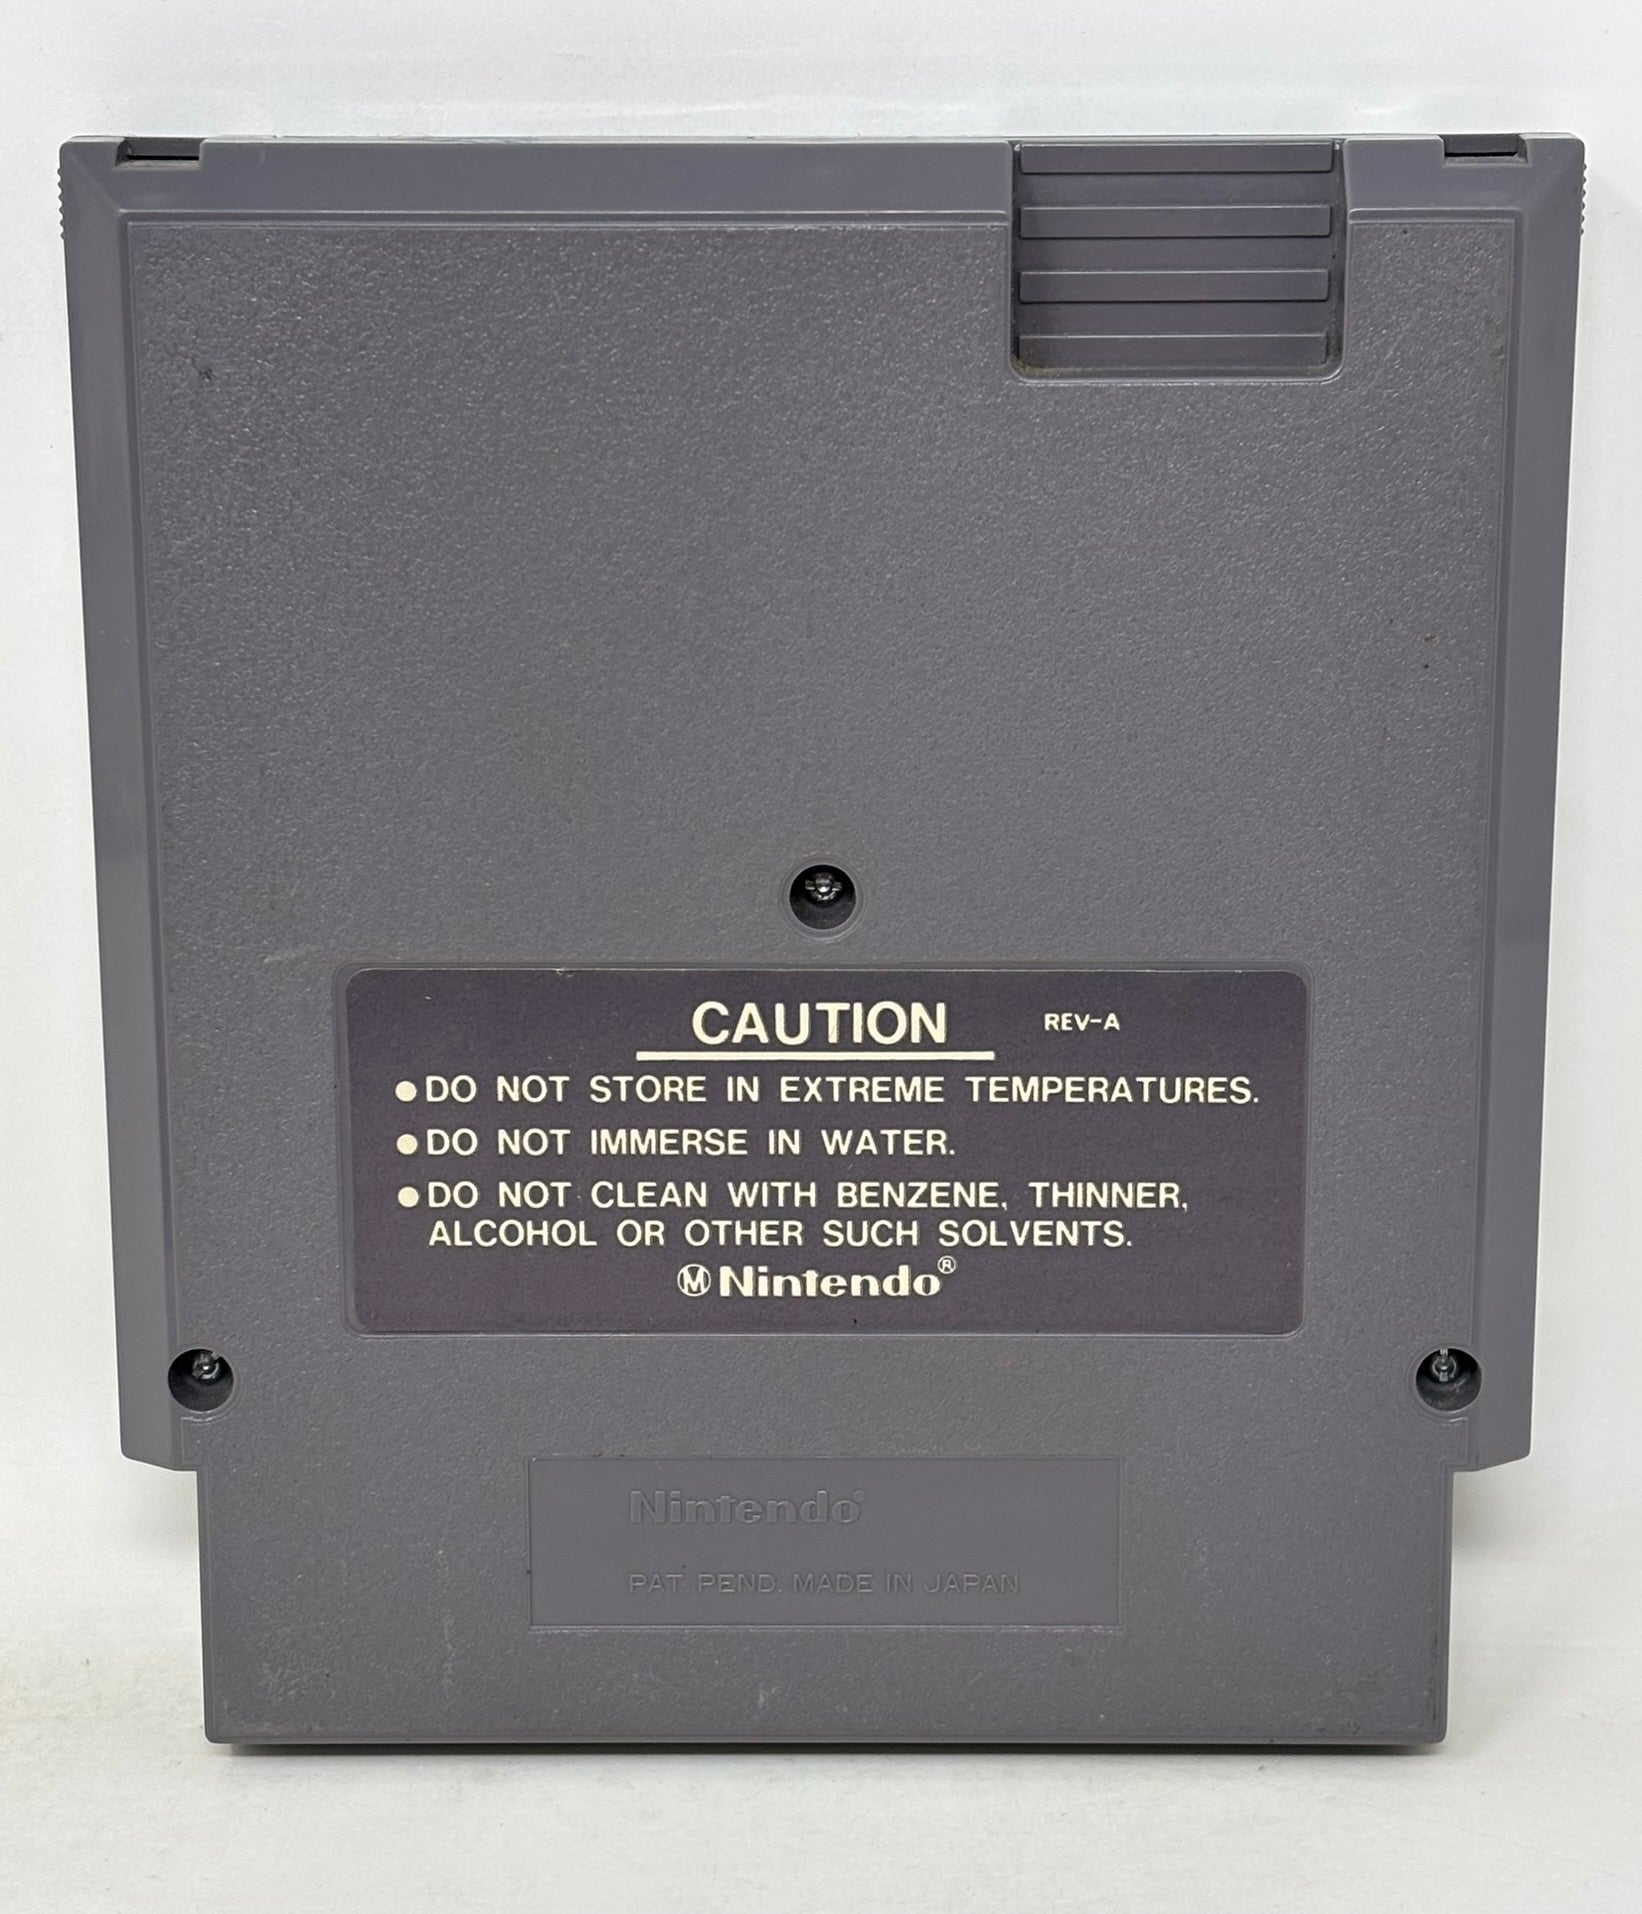 CAUTION REV-A
●DO NOT STORE IN EXTREME TEMPERATURES.
●DO NOT IMMERSE IN WATER.
●DO NOT CLEAN WITH BENZENE, THINNER,
ALCOHOL OR OTHER SUCH SOLVENTS.
Ⓜ Nintendo®
Nintendo®
PAT. PEND. MADE IN JAPAN